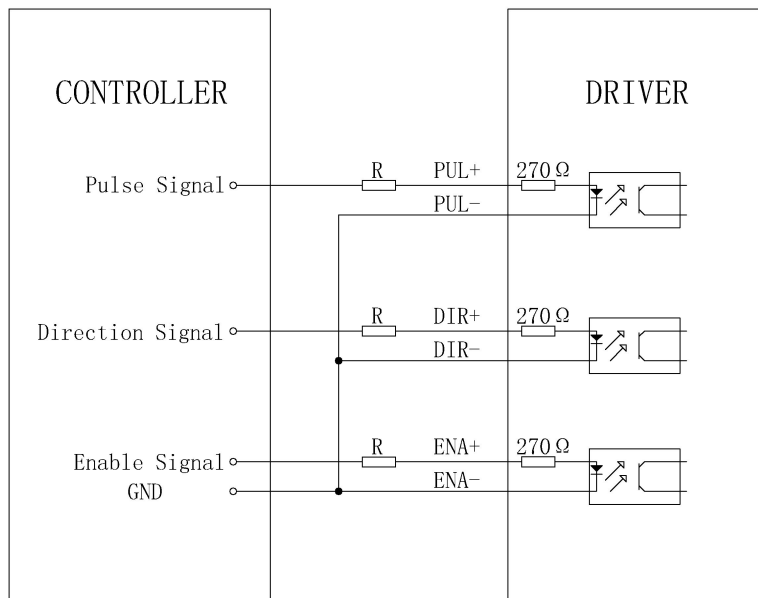 CONTROLLER
DRIVER
Pulse Signal
R
PUL+
270Ω
PUL-
Direction Signal
R
DIR+
270Ω
DIR-
Enable Signal
R
ENA+
270Ω
GND
ENA-